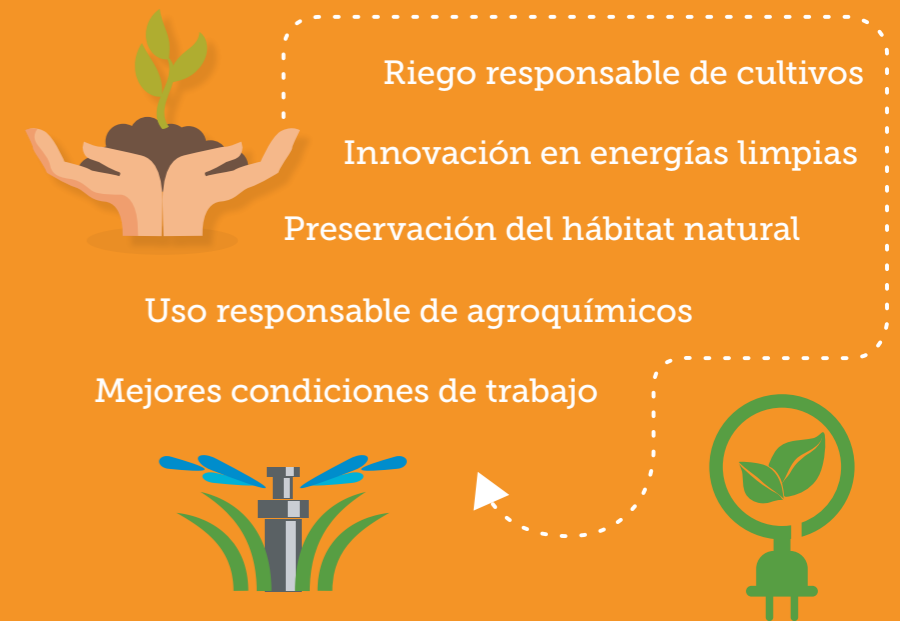 Riego responsable de cultivos
Innovación en energías limpias
Preservación del hábitat natural
Uso responsable de agroquímicos
Mejores condiciones de trabajo